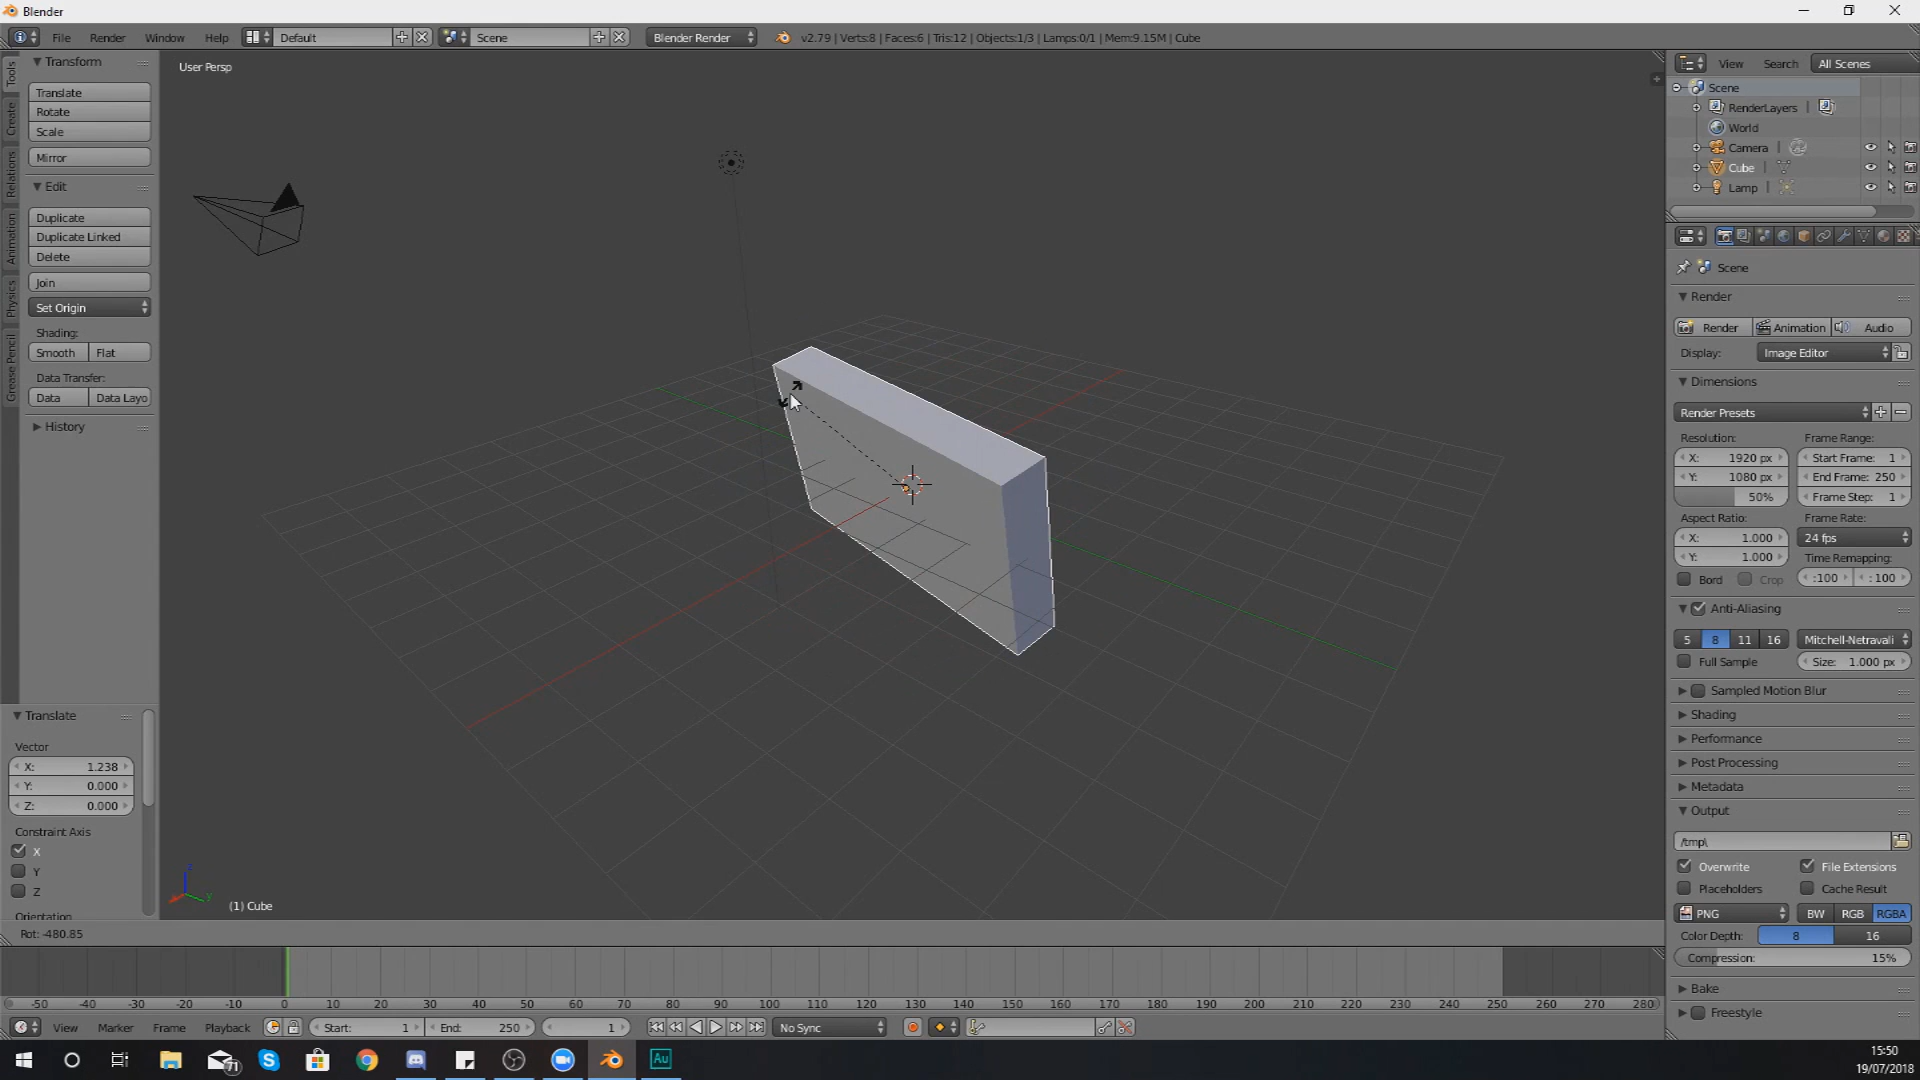 Blender
File Render Window Help Default Scene Blender Render v2.79 | Verts:8 | Faces:6 | Tris:12 | Objects:1/3 | Lamps:0/1 | Mem:9.15M | Cube
Tools
Create
Relations
Animation
Physics
Grease Pencil
Transform
Translate
Rotate
Scale
Mirror
Edit
Duplicate
Duplicate Linked
Delete
Join
Set Origin
Shading:
Smooth Flat
Data Transfer:
Data Data Layo
History
Translate
Vector
X: 1.238
Y: 0.000
Z: 0.000
Constraint Axis
X
Y
Z
Orientation
User Persp
(1) Cube
Rot: -480.85
View Search All Scenes
Scene
RenderLayers
World
Camera
Cube
Lamp
Scene
Render
Render Animation Audio
Display: Image Editor
Dimensions
Render Presets
Resolution: Frame Range:
X: 1920 px Start Frame: 1
Y: 1080 px End Frame: 250
50% Frame Step: 1
Aspect Ratio: Frame Rate:
X: 1.000 24 fps
Y: 1.000 Time Remapping:
Bord Crop :100 :100
Anti-Aliasing
5 8 11 16 Mitchell-Netravali
Full Sample Size: 1.000 px
Sampled Motion Blur
Shading
Performance
Post Processing
Metadata
Output
/tmp\
Overwrite File Extensions
Placeholders Cache Result
PNG BW RGB RGBA
Color Depth: 8 16
Compression: 15%
Bake
Freestyle
-50 -40 -30 -20 -10 0 10 20 30 40 50 60 70 80 90 100 110 120 130 140 150 160 170 180 190 200 210 220 230 240 250 260 270 280
View Marker Frame Playback Start: 1 End: 250 1 No Sync
71
Au
15:50
19/07/2018